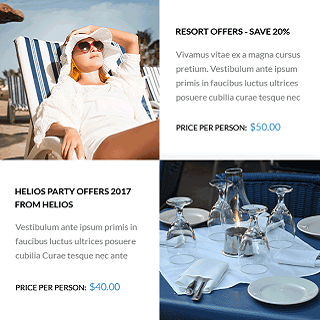 RESORT OFFERS - SAVE 20%
Vivamus vitae ex a magna cursus
pretium. Vestibulum ante ipsum
primis in faucibus luctus ultrices
posuere cubilia curae tesque nec
PRICE PER PERSON: $50.00
HELIOS PARTY OFFERS 2017
FROM HELIOS
Vestibulum ante ipsum primis in
faucibus luctus ultrices posuere
cubilia Curae tesque nec ante
PRICE PER PERSON: $40.00